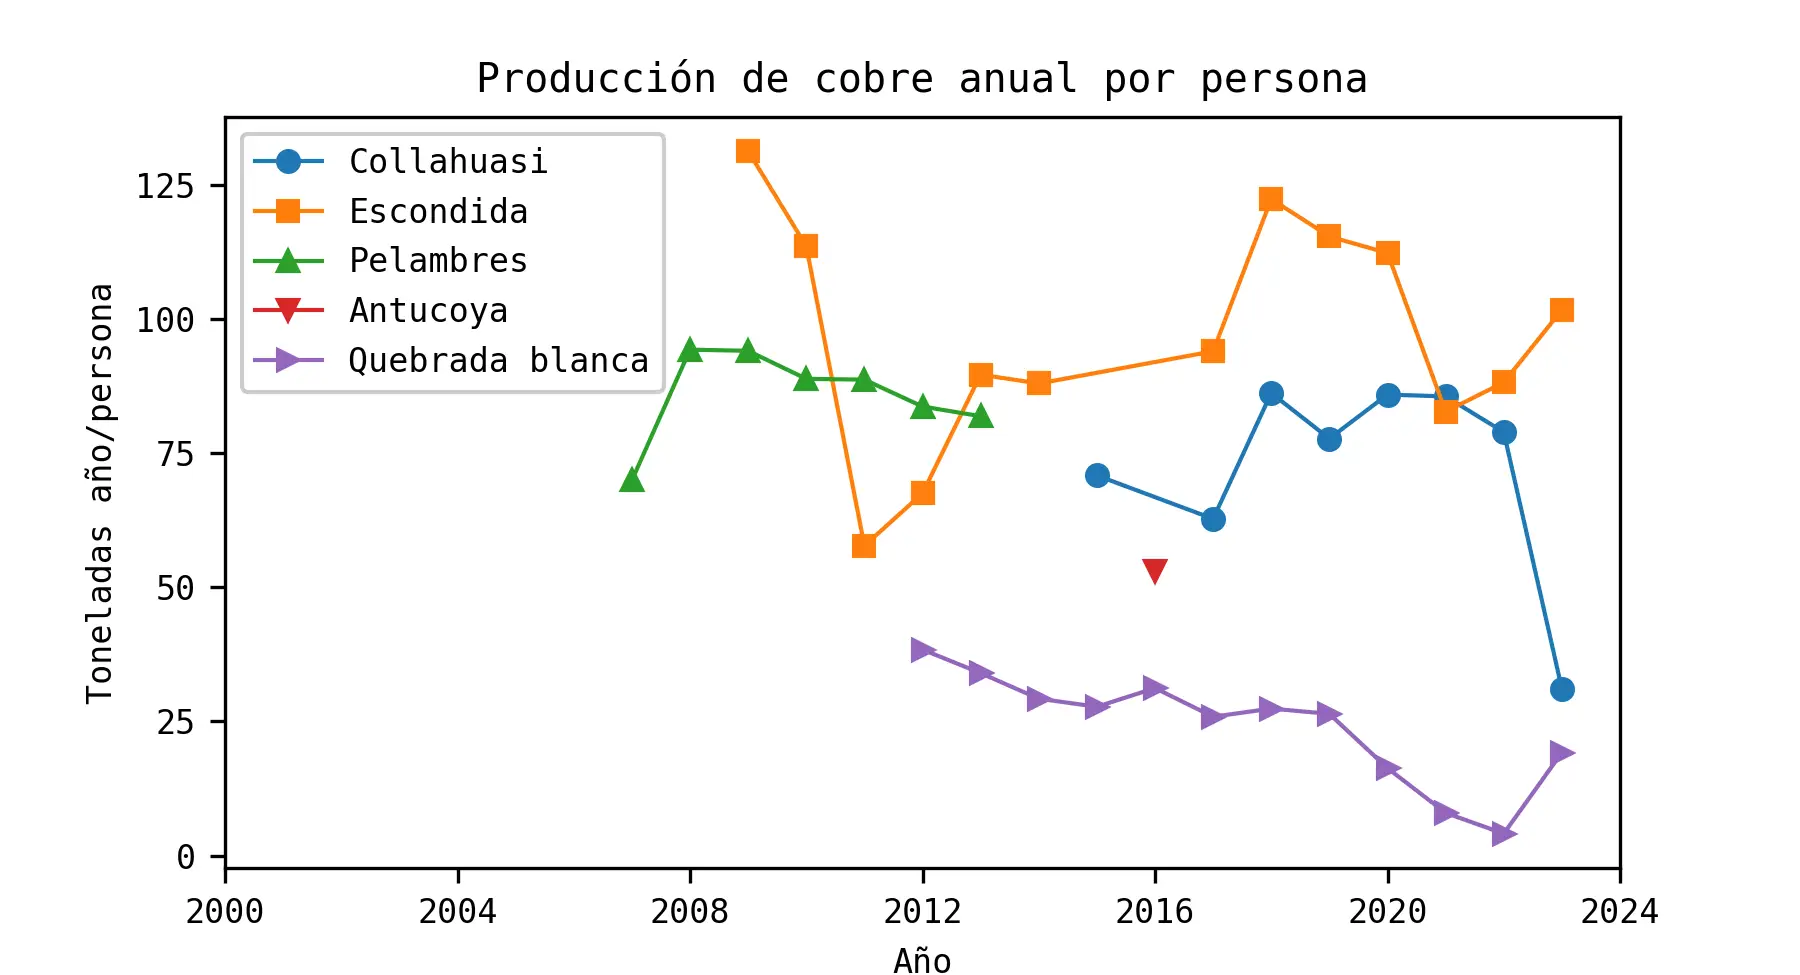 Producción de cobre anual por persona
Collahuasi
Escondida
Pelambres
Antucoya
Quebrada blanca
Toneladas año/persona
125
100
75
50
25
0
2000 2004 2008 2012 2016 2020 2024
Año